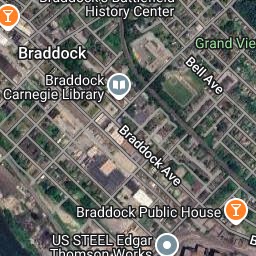 Braddock's Battlefield
History Center
Braddock
Grand Vie
Bell Ave
Braddock
Carnegie Library
Braddock Ave
Braddock Public House
B
US STEEL Edgar
Thomson Works